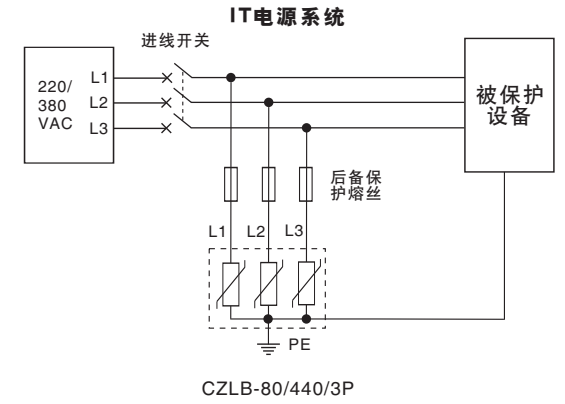 IT电源系统
进线开关
220/
380
VAC
L1
L2
L3
被保护
设备
后备保
护熔丝
L1
L2
L3
PE
CZLB-80/440/3P